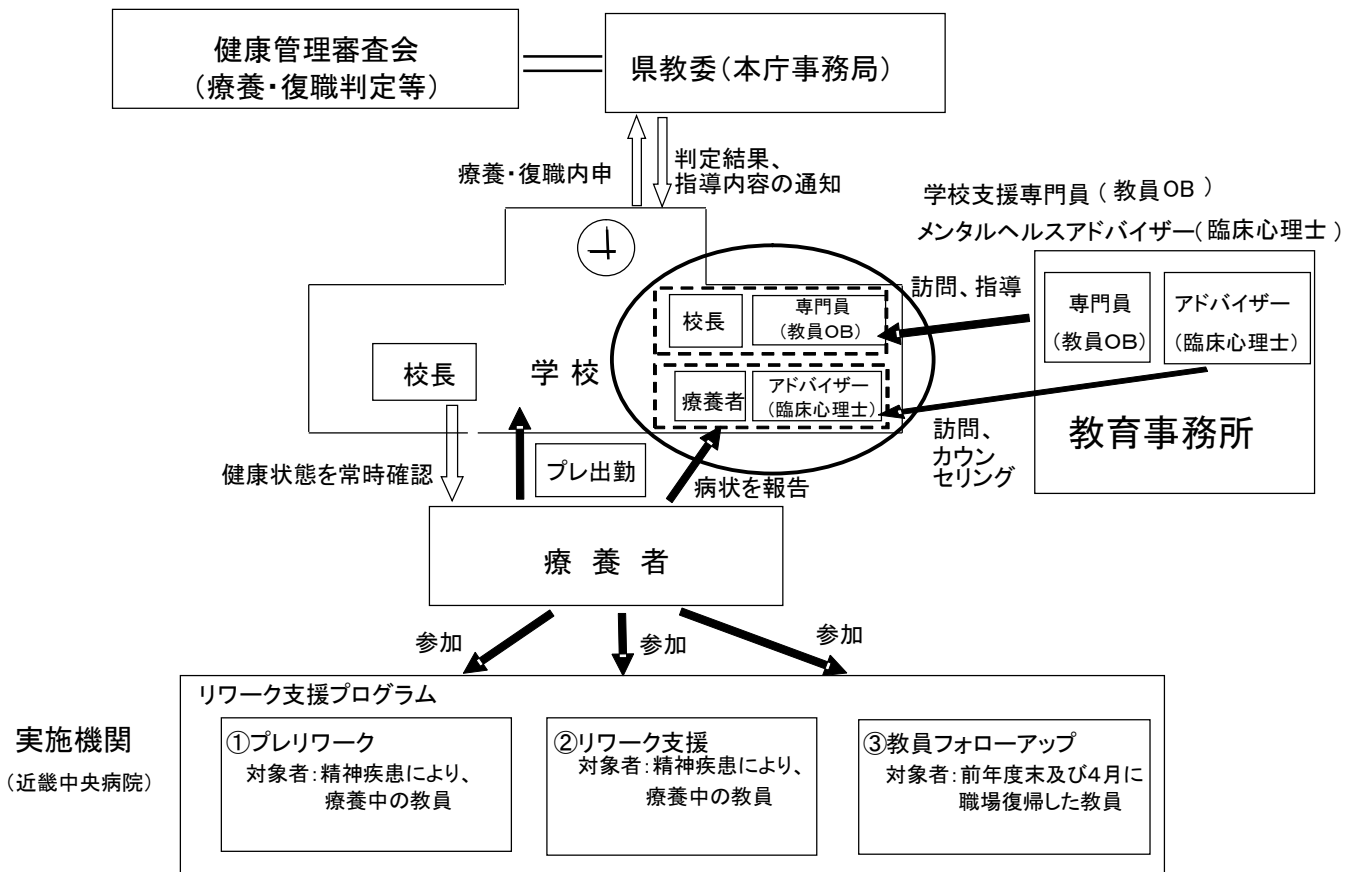 健康管理審査会
（療養・復職判定等）
県教委（本庁事務局）
療養・復職内申
判定結果、
指導内容の通知
学校支援専門員（教員OB）
メンタルヘルスアドバイザー（臨床心理士）
訪問、指導
専門員
（教員OB）
アドバイザー
（臨床心理士）
教育事務所
校長
専門員
（教員OB）
校長
学校
療養者
アドバイザー
（臨床心理士）
訪問、
カウン
セリング
健康状態を常時確認
プレ出勤
病状を報告
療養者
参加
参加
参加
リワーク支援プログラム
実施機関
（近畿中央病院）
①プレリワーク
対象者：精神疾患により、
療養中の教員
②リワーク支援
対象者：精神疾患により、
療養中の教員
③教員フォローアップ
対象者：前年度末及び４月に
職場復帰した教員